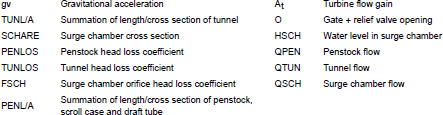 gv Gravitational acceleration At Turbine flow gain
TUNL/A Summation of length/cross section of tunnel O Gate + relief valve opening
SCHARE Surge chamber cross section HSCH Water level in surge chamber
PENLOS Penstock head loss coefficient QPEN Penstock flow
TUNLOS Tunnel head loss coefficient QTUN Tunnel flow
FSCH Surge chamber orifice head loss coefficient QSCH Surge chamber flow
PENL/A Summation of length/cross section of penstock,
scroll case and draft tube